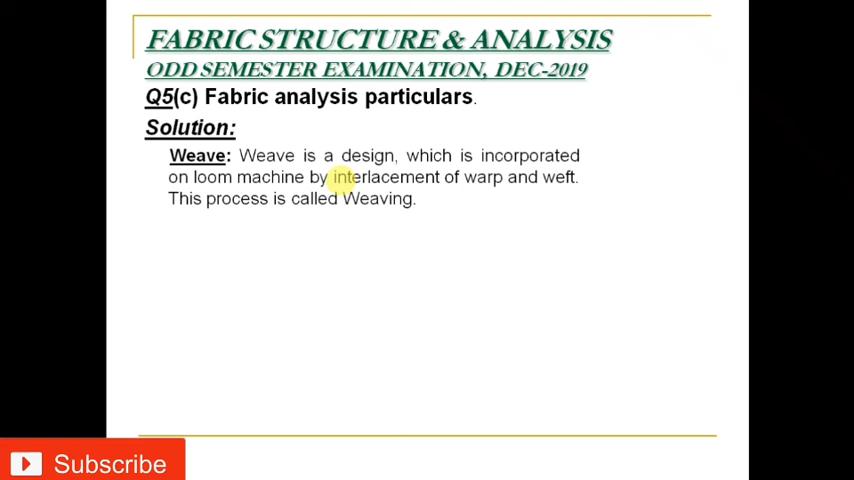 FABRIC STRUCTURE & ANALYSIS
ODD SEMESTER EXAMINATION, DEC-2019
Q5(c) Fabric analysis particulars.
Solution:
Weave: Weave is a design, which is incorporated
on loom machine by interlacement of warp and weft.
This process is called Weaving.
Subscribe